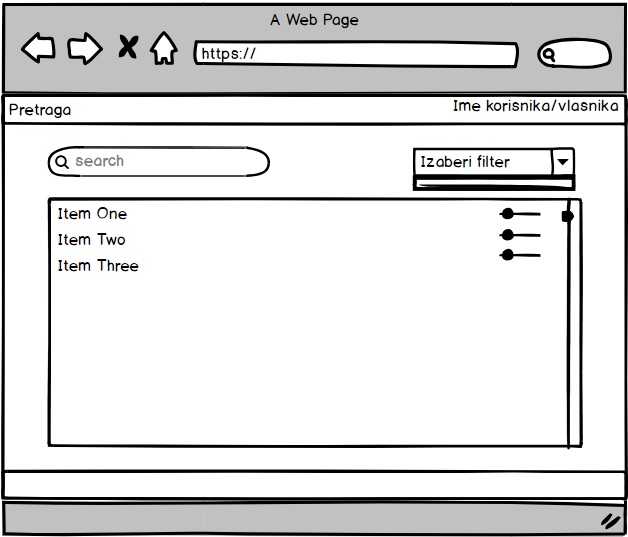 A Web Page
https://
Pretraga
Ime korisnika/vlasnika
search
Izaberi filter
Item One
Item Two
Item Three